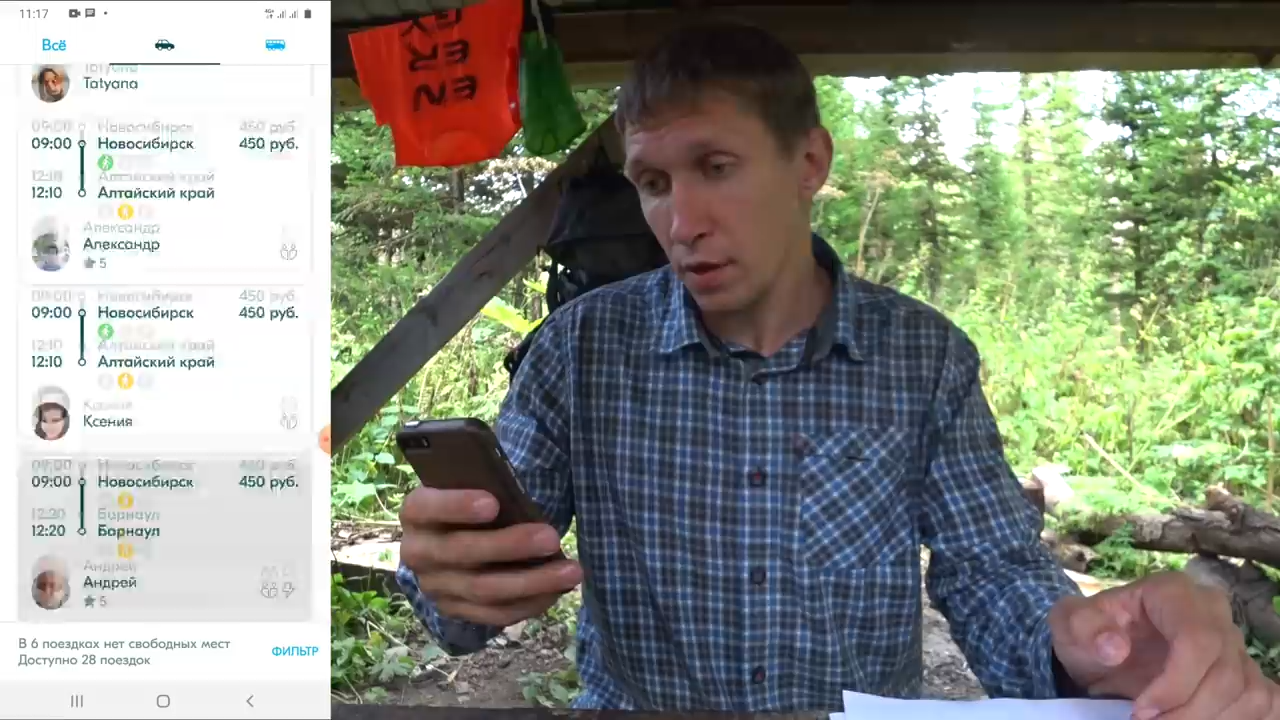 11:17
4G+
Всё
Tatyana
09:00 Новосибирск 450 руб.
12:10 Алтайский край
Александр
5
09:00 Новосибирск 450 руб.
12:10 Алтайский край
Ксения
09:00 Новосибирск 450 руб.
12:20 Барнаул
Андрей
5
В 6 поездках нет свободных мест
Доступно 28 поездок
ФИЛЬТР